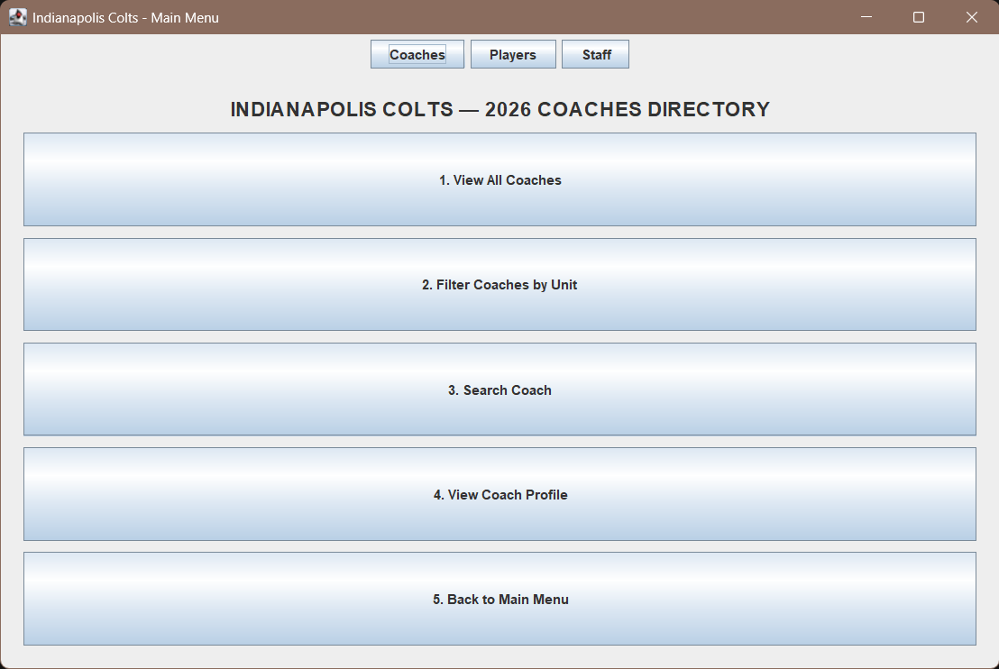 Indianapolis Colts - Main Menu
Coaches Players Staff
INDIANAPOLIS COLTS — 2026 COACHES DIRECTORY
1. View All Coaches
2. Filter Coaches by Unit
3. Search Coach
4. View Coach Profile
5. Back to Main Menu